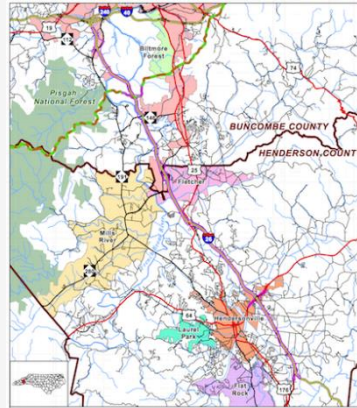 240
40
19
Biltmore
Forest
74
Pisgah
National Forest
146
BUNCOMBE COUNTY
HENDERSON COUNT
25
191
Fletcher
Mills
River
26
280
64
Hendersonville
Laurel
Park
Flat
Rock
176